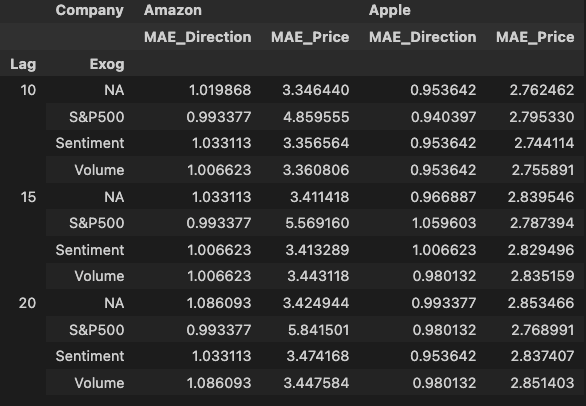 Company Amazon Apple
MAE_Direction MAE_Price MAE_Direction MAE_Price
Lag Exog
10 NA 1.019868 3.346440 0.953642 2.762462
S&P500 0.993377 4.859555 0.940397 2.795330
Sentiment 1.033113 3.356564 0.953642 2.744114
Volume 1.006623 3.360806 0.953642 2.755891
15 NA 1.033113 3.411418 0.966887 2.839546
S&P500 0.993377 5.569160 1.059603 2.787394
Sentiment 1.006623 3.413289 1.006623 2.829496
Volume 1.006623 3.443118 0.980132 2.835159
20 NA 1.086093 3.424944 0.993377 2.853466
S&P500 0.993377 5.841501 0.980132 2.768991
Sentiment 1.033113 3.474168 0.953642 2.837407
Volume 1.086093 3.447584 0.980132 2.851403